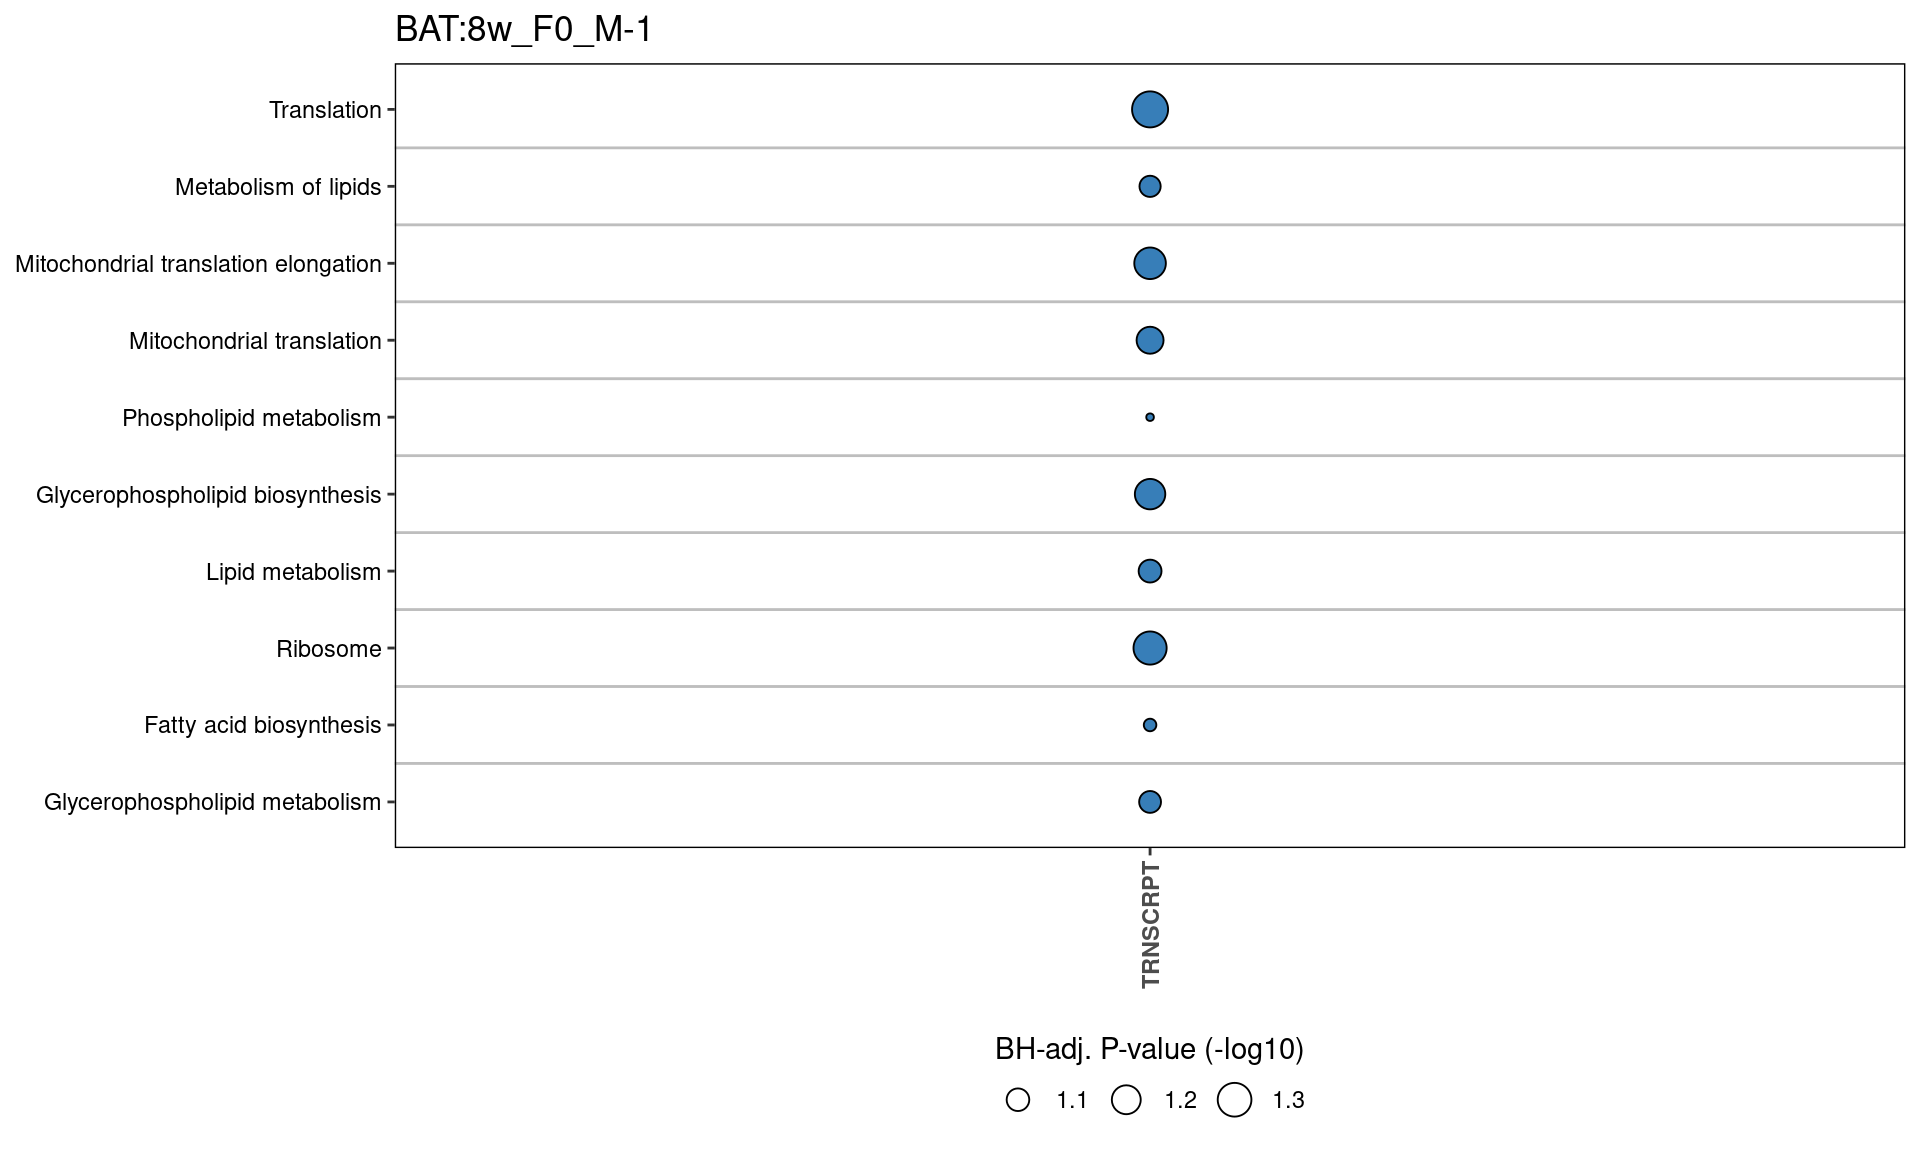 BAT:8w_F0_M-1
Translation
Metabolism of lipids
Mitochondrial translation elongation
Mitochondrial translation
Phospholipid metabolism
Glycerophospholipid biosynthesis
Lipid metabolism
Ribosome
Fatty acid biosynthesis
Glycerophospholipid metabolism
TRNSCRPT
BH-adj. P-value (-log10)
1.1 1.2 1.3